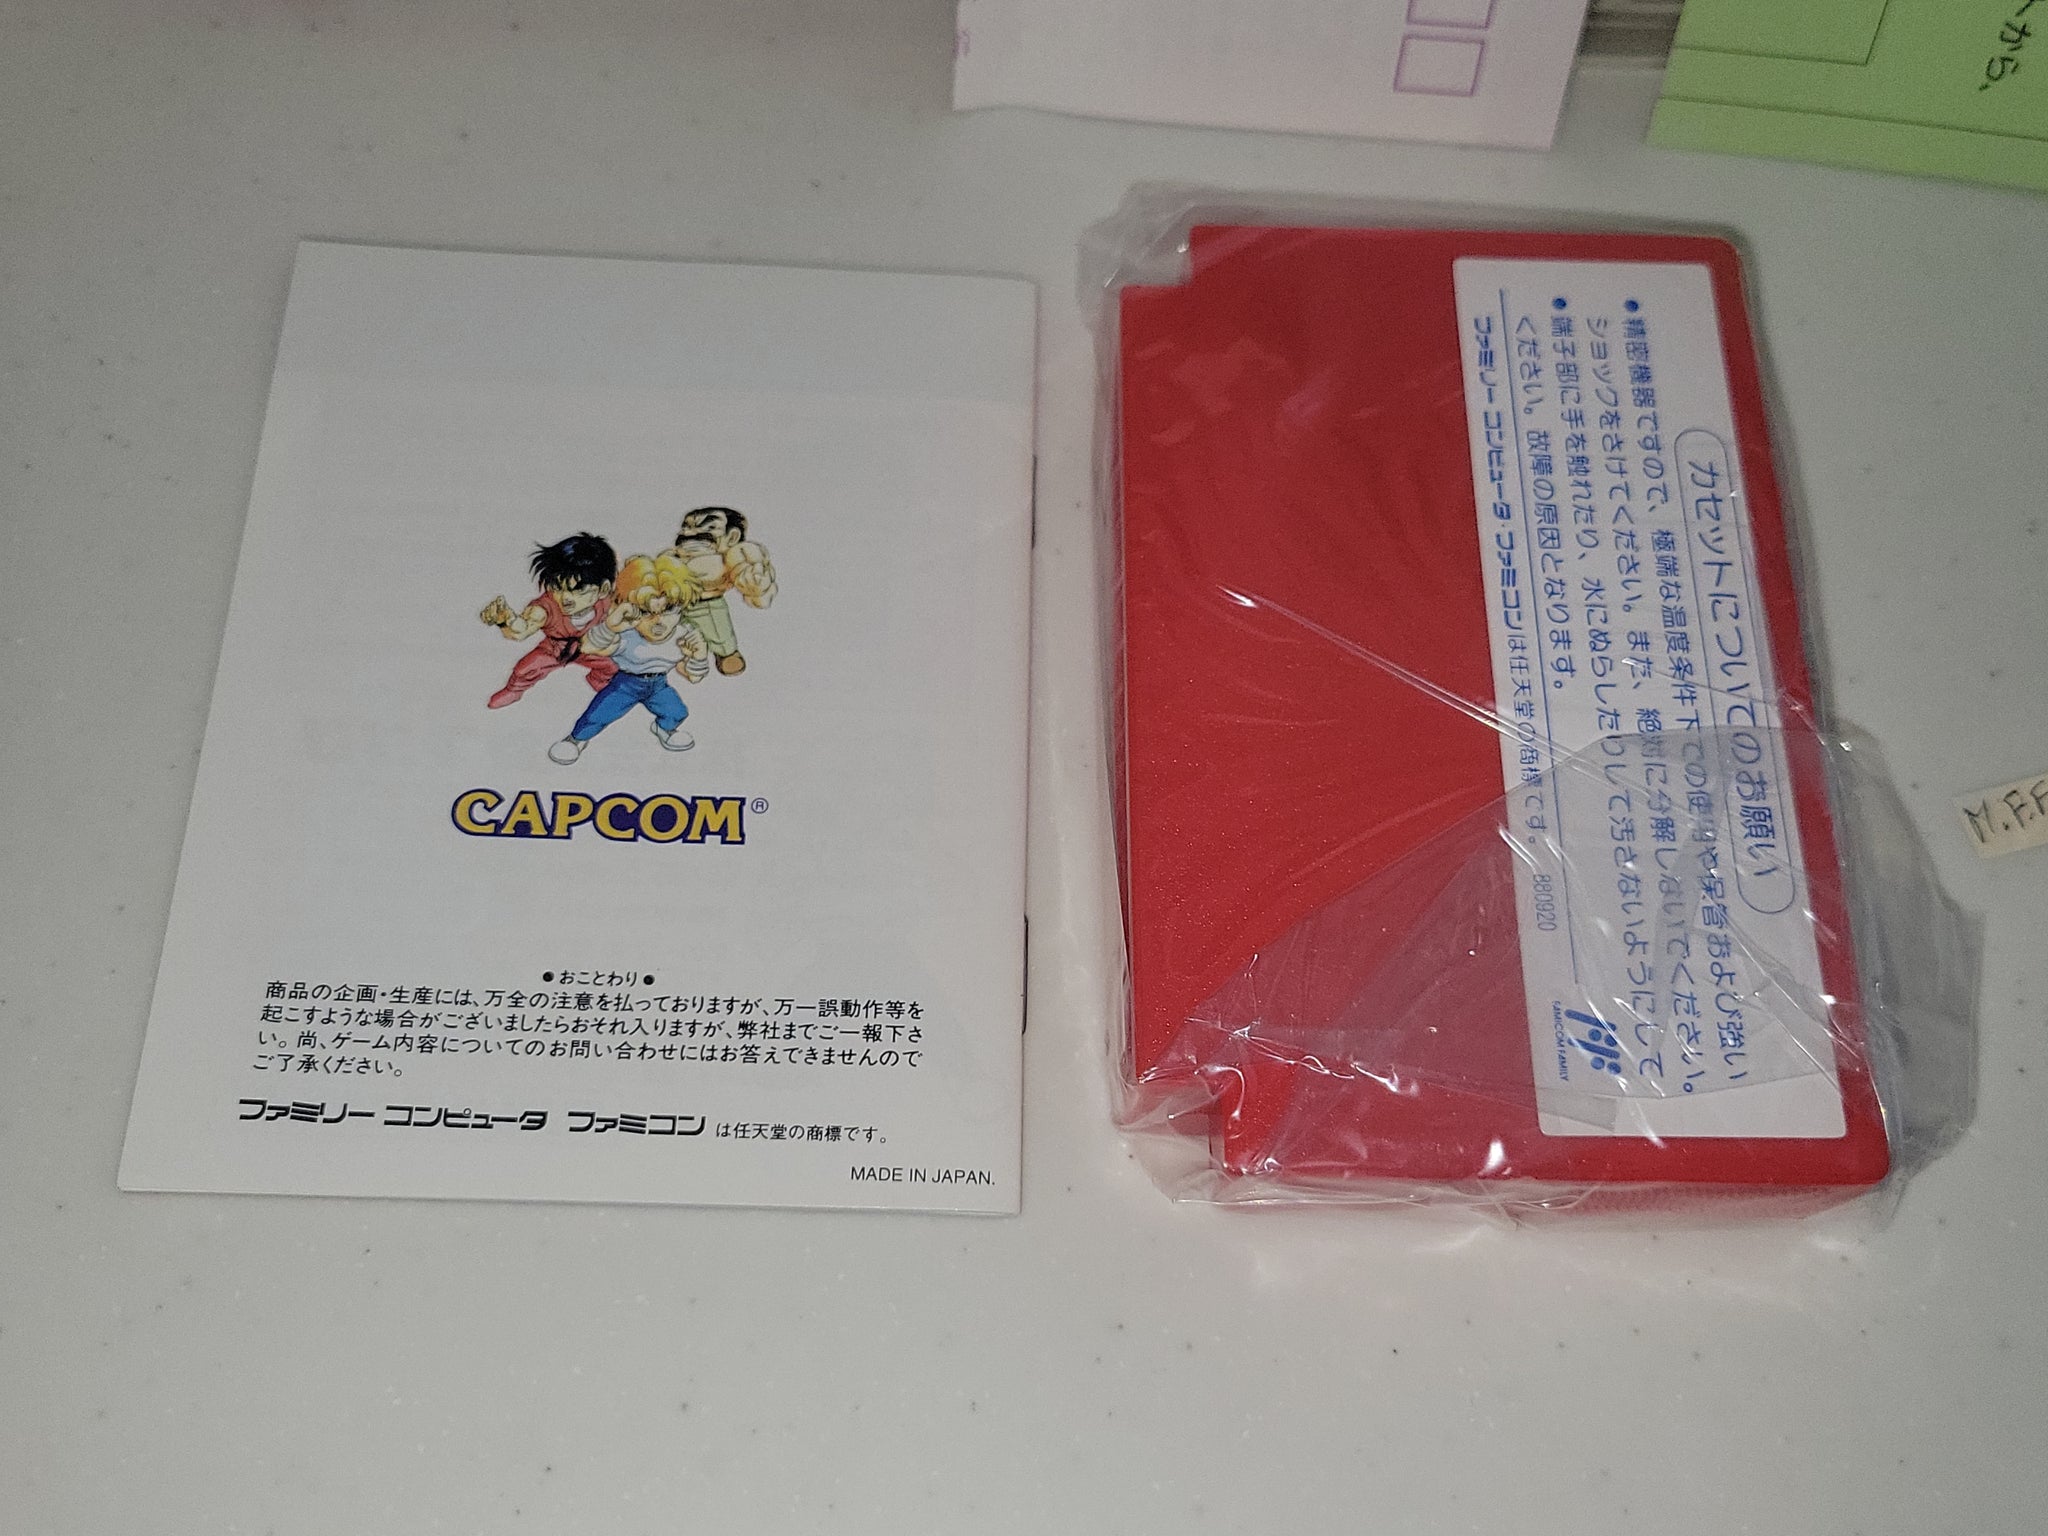 から、
CAPCOM®
●おことわり●
商品の企画・生産には、万全の注意を払っておりますが、万一誤動作等を
起こすような場合がございましたらおそれ入りますが、弊社までご一報下さ
い。尚、ゲーム内容についてのお問い合わせにはお答えできませんので
ご了承ください。
ファミリー コンピュータ ファミコン は任天堂の商標です。
MADE IN JAPAN.
カセットについてのお願い
●精密機器ですので、極端な温度条件下での使用や保管および強い
ショックをさけてください。また、絶対に分解しないでください。
●端子部に手を触れたり、水にぬらしたりして汚さないようにして
ください。故障の原因となります。
ファミリー コンピュータ・ファミコンは任天堂の商標です。 880920
FAMICOM FAMILY
M.F.F